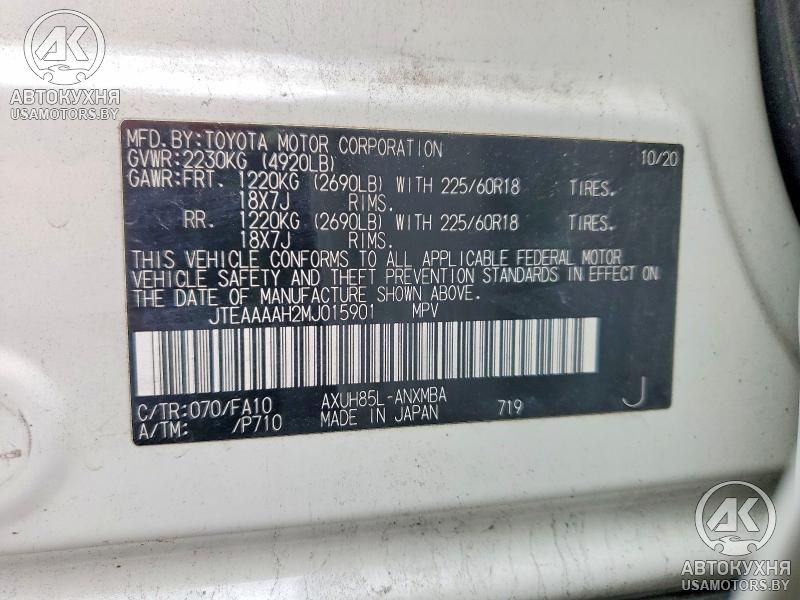 АК
АВТОКУХНЯ
USAMOTORS.BY
MFD.BY:TOYOTA MOTOR CORPORATION 10/20
GVWR:2230KG (4920LB)
GAWR:FRT. 1220KG (2690LB) WITH 225/60R18 TIRES.
18X7J RIMS.
RR. 1220KG (2690LB) WITH 225/60R18 TIRES.
18X7J RIMS.
THIS VEHICLE CONFORMS TO ALL APPLICABLE FEDERAL MOTOR
VEHICLE SAFETY AND THEFT PREVENTION STANDARDS IN EFFECT ON
THE DATE OF MANUFACTURE SHOWN ABOVE.
JTEAAAAH2MJ015901 MPV
C/TR:070/FA10 AXUH85L-ANXMBA
A/TM: /P710 MADE IN JAPAN 719 J
АК
АВТОКУХНЯ
USAMOTORS.BY